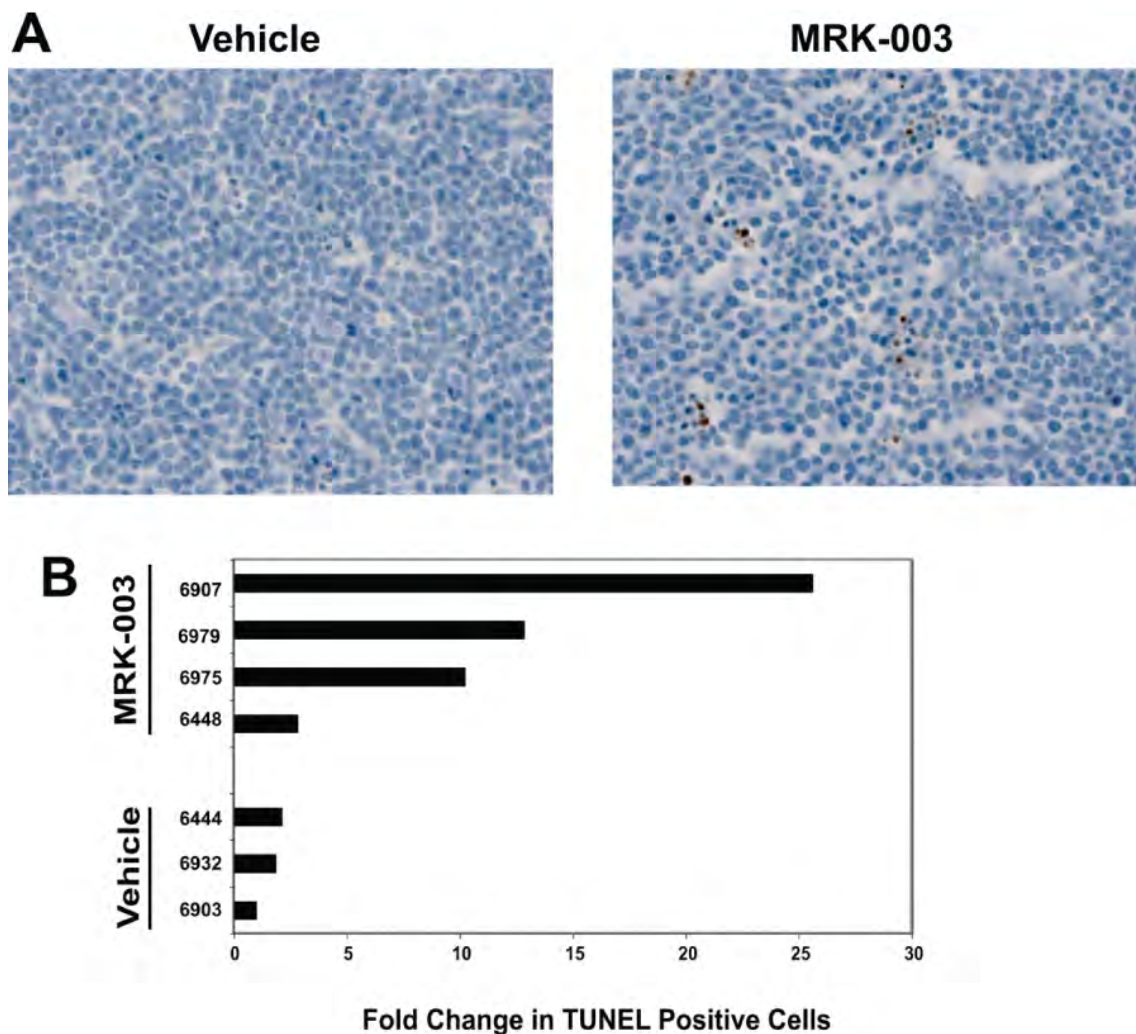 A
Vehicle
MRK-003
B
MRK-003
6907
6979
6975
6448
Vehicle
6444
6932
6903
0 5 10 15 20 25 30
Fold Change in TUNEL Positive Cells